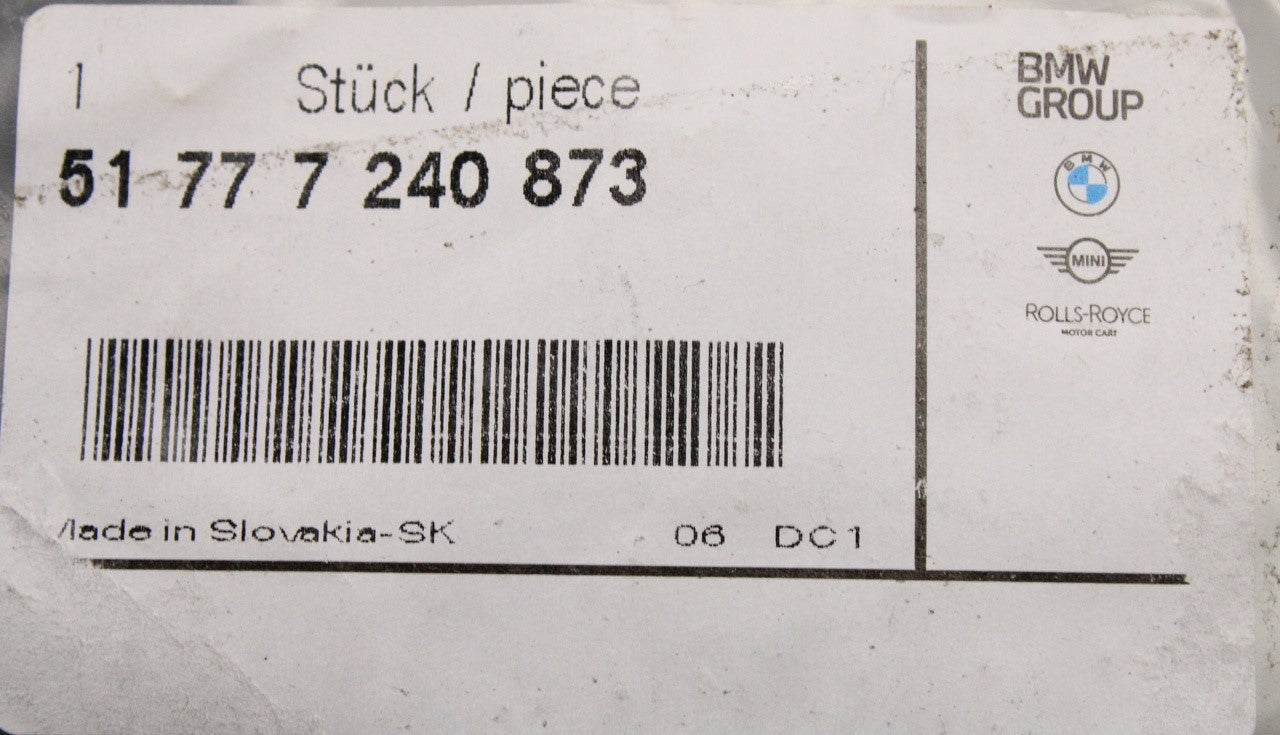 1 Stück / piece
51 77 7 240 873
Made in Slovakia-SK 06 DC1
BMW
GROUP
BMW
MINI
ROLLS-ROYCE
MOTOR CARS